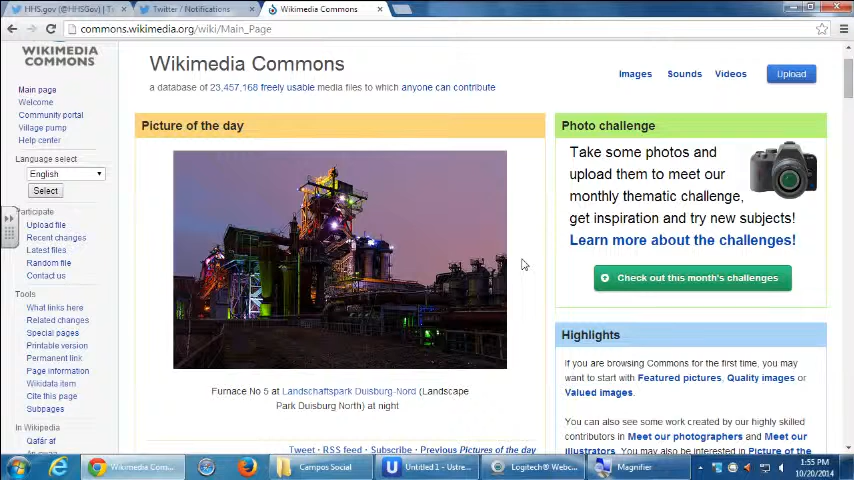 HHS.gov (@HHSGov) | Tw
Twitter / Notifications
Wikimedia Commons
commons.wikimedia.org/wiki/Main_Page
WIKIMEDIA
COMMONS
Main page
Welcome
Community portal
Village pump
Help center
Language select
English
Select
Participate
Upload file
Recent changes
Latest files
Random file
Contact us
Tools
What links here
Related changes
Special pages
Printable version
Permanent link
Page information
Wikidata item
Cite this page
Subpages
In Wikipedia
Qafár af
Wikimedia Commons
a database of 23,457,168 freely usable media files to which anyone can contribute
Images Sounds Videos Upload
Picture of the day
Furnace No 5 at Landschaftspark Duisburg-Nord (Landscape
Park Duisburg North) at night
Tweet · RSS feed · Subscribe · Previous Pictures of the day
Photo challenge
Take some photos and
upload them to meet our
monthly thematic challenge,
get inspiration and try new subjects!
Learn more about the challenges!
Check out this month's challenges
Highlights
If you are browsing Commons for the first time, you may
want to start with Featured pictures, Quality images or
Valued images.
You can also see some work created by our highly skilled
contributors in Meet our photographers and Meet our
illustrators. You may also be interested in Picture of the
Wikimedia Com...
Campos Social
Untitled 1 - Ustre...
Logitech® Webc...
Magnifier
1:55 PM
10/20/2014